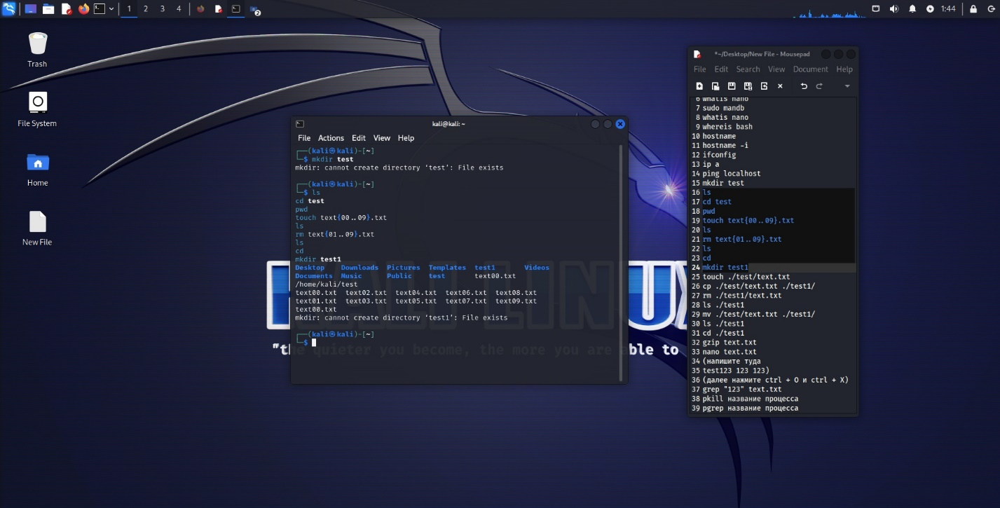 1 2 3 4
2
1:44
Trash
File System
Home
New File
kali@kali: ~
File Actions Edit View Help
┌──(kali㉿kali)-[~]
└─$ mkdir test
mkdir: cannot create directory ‘test’: File exists
┌──(kali㉿kali)-[~]
└─$ ls
cd test
pwd
touch text{00..09}.txt
ls
rm text{01..09}.txt
ls
cd
mkdir test1
Desktop Downloads Pictures Templates test1 Videos
Documents Music Public test text00.txt
/home/kali/test
text00.txt text02.txt text04.txt text06.txt text08.txt
text01.txt text03.txt text05.txt text07.txt text09.txt
text00.txt
mkdir: cannot create directory ‘test1’: File exists
┌──(kali㉿kali)-[~]
└─$
KALI LINUX
"the quieter you become, the more you are able to
*~/Desktop/New File - Mousepad
File Edit Search View Document Help
6 whatis nano
7 sudo mandb
8 whatis nano
9 whereis bash
10 hostname
11 hostname -i
12 ifconfig
13 ip a
14 ping localhost
15 mkdir test
16 ls
17 cd test
18 pwd
19 touch text{00..09}.txt
20 ls
21 rm text{01..09}.txt
22 ls
23 cd
24 mkdir test1
25 touch ./test/text.txt
26 cp ./test/text.txt ./test1/
27 rm ./test1/text.txt
28 ls ./test1
29 mv ./test/text.txt ./test1/
30 ls ./test1
31 cd ./test1
32 gzip text.txt
33 nano text.txt
34 (напишите туда
35 test123 123 123)
36 (далее нажмите ctrl + O и ctrl + X)
37 grep "123" text.txt
38 pkill название процесса
39 pgrep название процесса